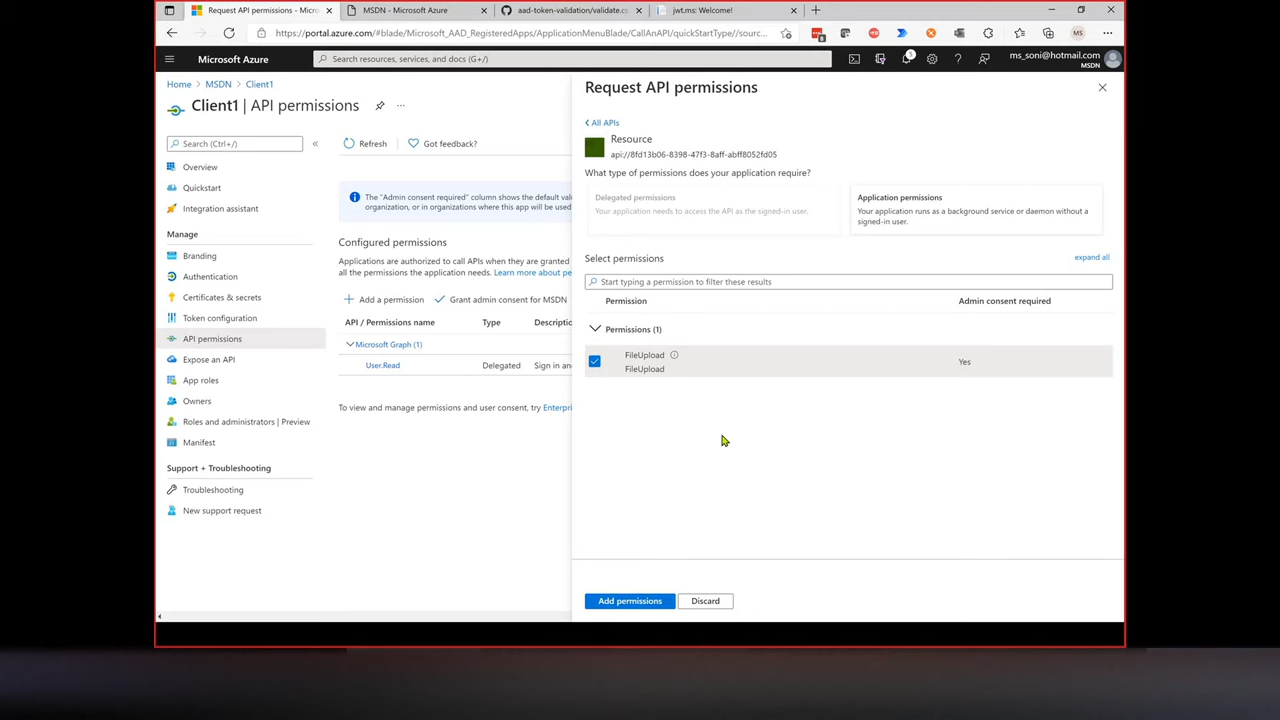 Request API permissions - Micro
MSDN - Microsoft Azure
aad-token-validation/validate.cs
jwt.ms: Welcome!
https://portal.azure.com/#blade/Microsoft_AAD_RegisteredApps/ApplicationMenuBlade/CallAnAPI/quickStartType//sourc...
MS
Microsoft Azure
Search resources, services, and docs (G+/)
ms_soni@hotmail.com
MSDN
Home > MSDN > Client1
Client1 | API permissions
Search (Ctrl+/)
Refresh
Got feedback?
Overview
Quickstart
Integration assistant
Manage
Branding
Authentication
Certificates & secrets
Token configuration
API permissions
Expose an API
App roles
Owners
Roles and administrators | Preview
Manifest
Support + Troubleshooting
Troubleshooting
New support request
The "Admin consent required" column shows the default val
organization, or in organizations where this app will be used
Configured permissions
Applications are authorized to call APIs when they are granted
all the permissions the application needs. Learn more about pe
Add a permission
Grant admin consent for MSDN
API / Permissions name Type Descriptio
Microsoft Graph (1)
User.Read Delegated Sign in and
To view and manage permissions and user consent, try Enterpri
Request API permissions
All APIs
Resource
api://8fd13b06-8398-47f3-8aff-abff8052fd05
What type of permissions does your application require?
Delegated permissions
Your application needs to access the API as the signed-in user.
Application permissions
Your application runs as a background service or daemon without a
signed-in user.
Select permissions
expand all
Start typing a permission to filter these results
Permission Admin consent required
Permissions (1)
FileUpload
FileUpload
Yes
Add permissions
Discard